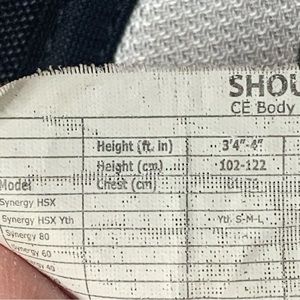 SHOU
CE Body
Height (ft. in) 3'4"-4'
Height (cm) 102-122
Model Chest (cm)
Synergy HSX
Synergy HSX Yth Yth S-M-L
Synergy 80
Synergy 60